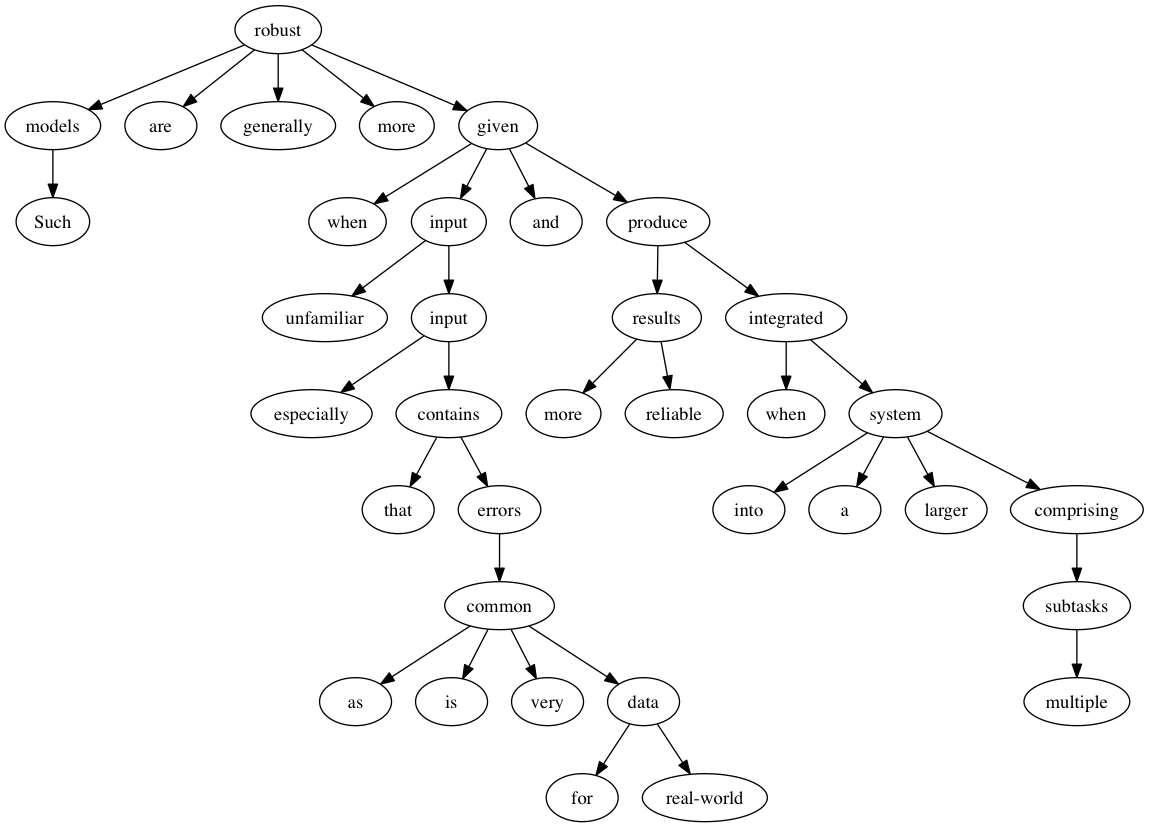 robust
models are generally more given
Such when input and produce
unfamiliar input results integrated
especially contains more reliable when system
that errors into a larger comprising
common subtasks
as is very data multiple
for real-world